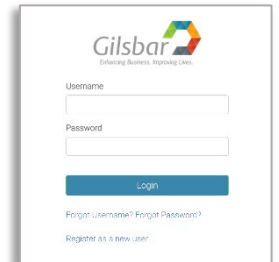 Gilsbar
Enhancing Business. Improving Lives.
Username
Password
Login
Forgot Username? Forgot Password?
Register as a new user